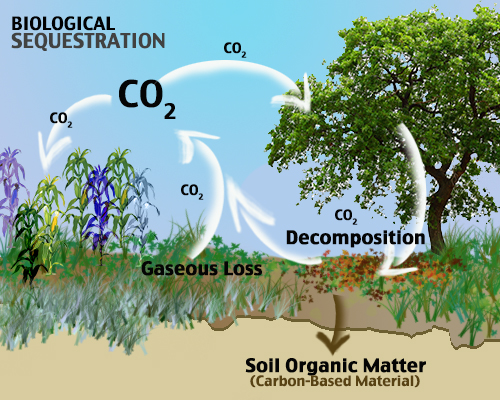 BIOLOGICAL
SEQUESTRATION
CO2
CO2
CO2
CO2
CO2
Decomposition
Gaseous Loss
Soil Organic Matter
(Carbon-Based Material)